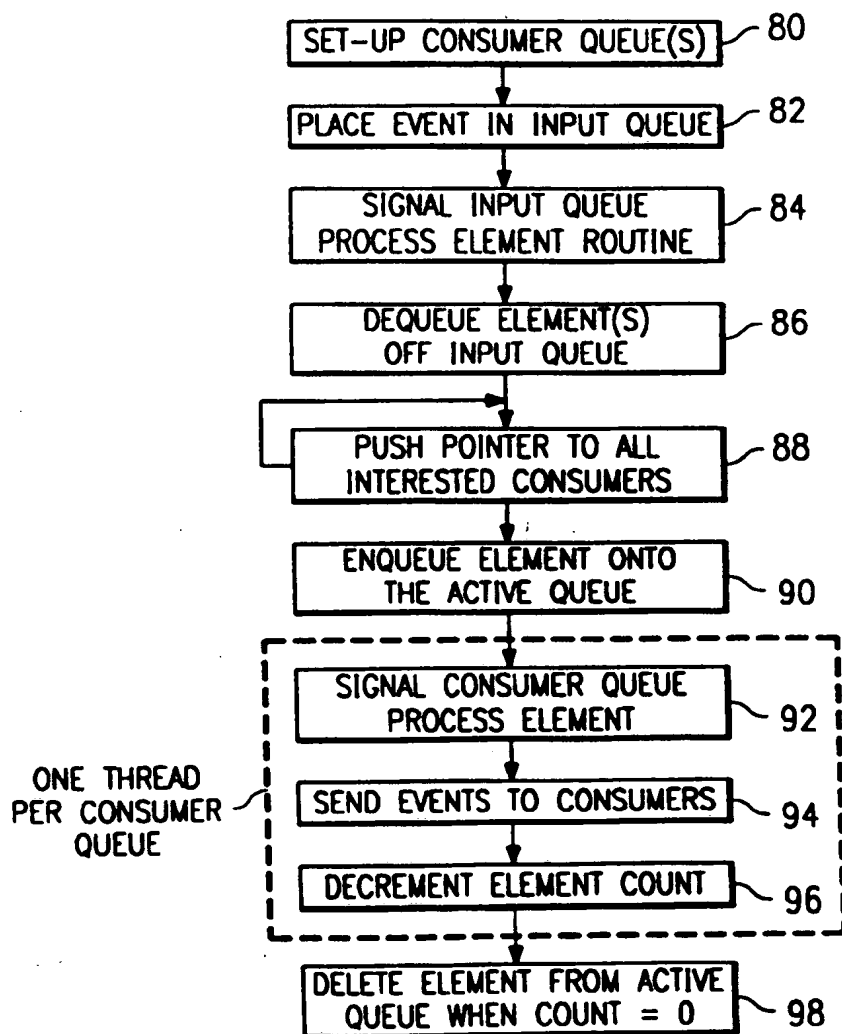 SET-UP CONSUMER QUEUE(S)
80
PLACE EVENT IN INPUT QUEUE
82
SIGNAL INPUT QUEUE
PROCESS ELEMENT ROUTINE
84
DEQUEUE ELEMENT(S)
OFF INPUT QUEUE
86
PUSH POINTER TO ALL
INTERESTED CONSUMERS
88
ENQUEUE ELEMENT ONTO
THE ACTIVE QUEUE
90
SIGNAL CONSUMER QUEUE
PROCESS ELEMENT
92
ONE THREAD
PER CONSUMER
QUEUE
SEND EVENTS TO CONSUMERS
94
DECREMENT ELEMENT COUNT
96
DELETE ELEMENT FROM ACTIVE
QUEUE WHEN COUNT = 0
98